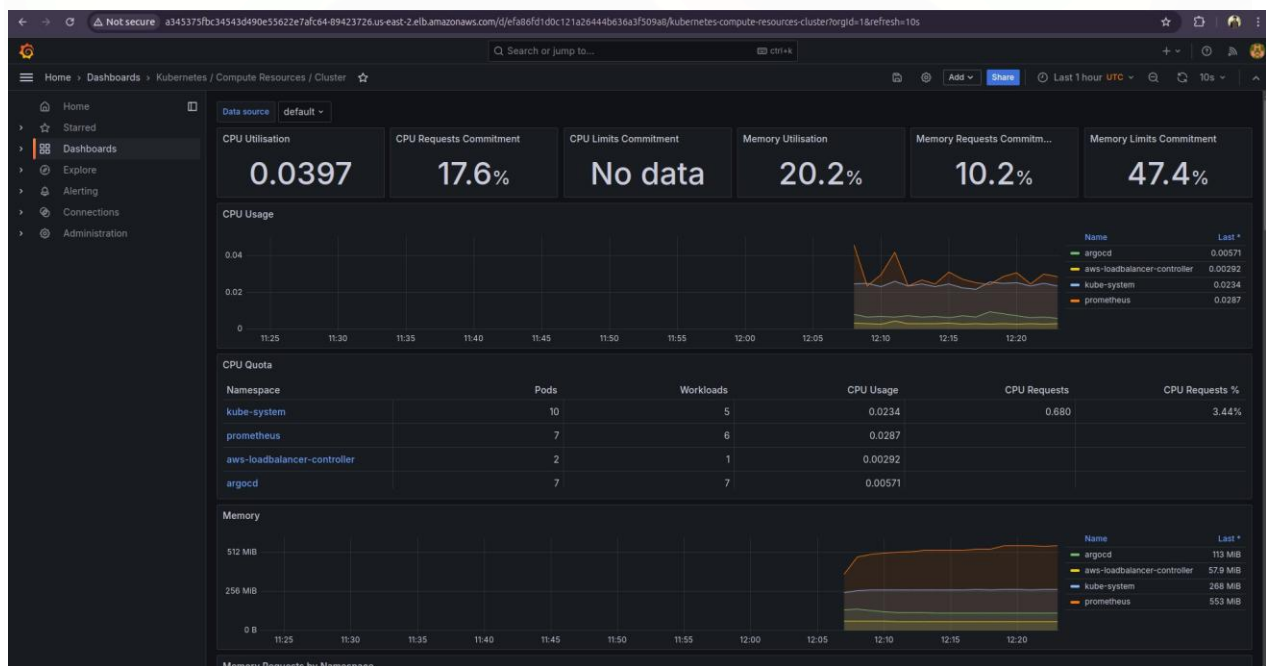 Not secure a345375fbc34543d490e55622e7afc64-89423726.us-east-2.elb.amazonaws.com/d/efa86fd1d0c121a26444b636a3f509a8/kubernetes-compute-resources-cluster?orgId=1&refresh=10s
Search or jump to... ctrl+k
Home › Dashboards › Kubernetes / Compute Resources / Cluster Add Share Last 1 hour UTC 10s
Home
Starred
Dashboards
Explore
Alerting
Connections
Administration
Data source default
CPU Utilisation CPU Requests Commitment CPU Limits Commitment Memory Utilisation Memory Requests Commitm... Memory Limits Commitment
0.0397 17.6% No data 20.2% 10.2% 47.4%
CPU Usage
Name Last *
argocd 0.00571
aws-loadbalancer-controller 0.00292
kube-system 0.0234
prometheus 0.0287
0.04
0.02
0
11:25 11:30 11:35 11:40 11:45 11:50 11:55 12:00 12:05 12:10 12:15 12:20
CPU Quota
Namespace Pods Workloads CPU Usage CPU Requests CPU Requests %
kube-system 10 5 0.0234 0.680 3.44%
prometheus 7 6 0.0287
aws-loadbalancer-controller 2 1 0.00292
argocd 7 7 0.00571
Memory
Name Last *
argocd 113 MiB
aws-loadbalancer-controller 57.9 MiB
kube-system 268 MiB
prometheus 553 MiB
512 MiB
256 MiB
0 B
11:25 11:30 11:35 11:40 11:45 11:50 11:55 12:00 12:05 12:10 12:15 12:20
Memory Requests by Namespace